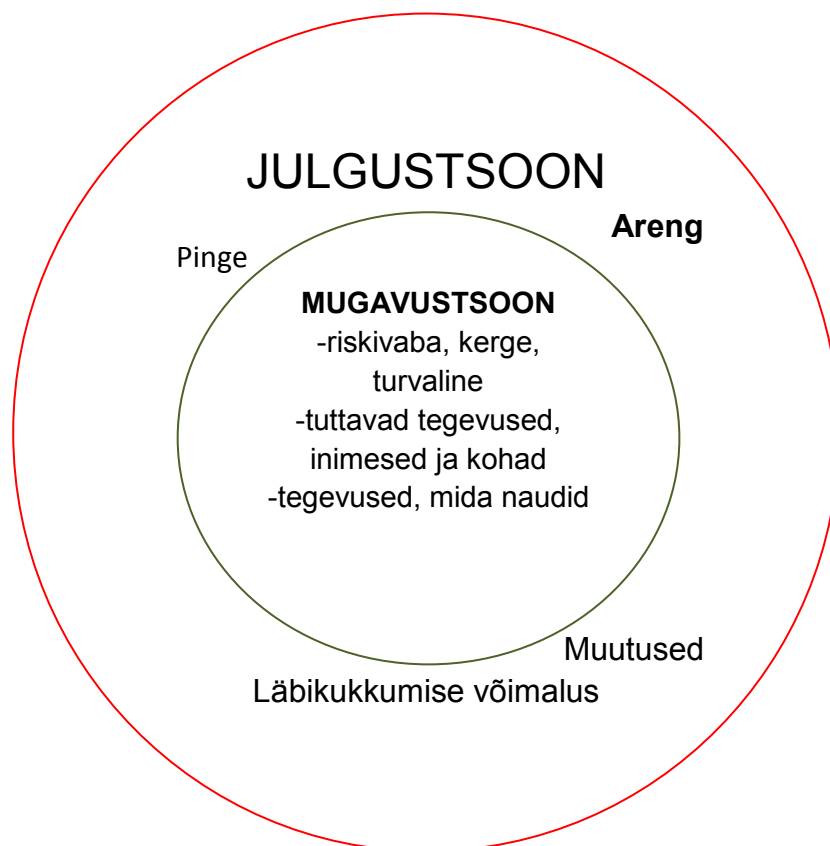 JULGUSTSOON
Areng
Pinge
MUGAVUSTSOON
-riskivaba, kerge,
turvaline
-tuttavad tegevused,
inimesed ja kohad
-tegevused, mida naudid
Muutused
Läbikukkumise võimalus